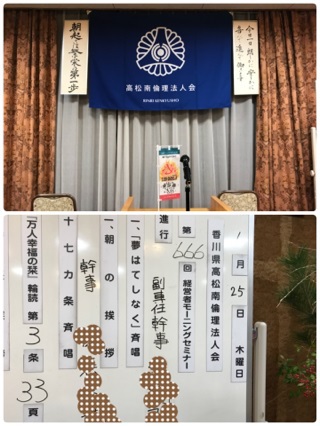 朝起は繁栄の第一歩
高松南倫理法人会
1月25日 木曜日
香川県高松南倫理法人会
第666回 経営者モーニングセミナー
進行 副専任幹事
一、「夢はてしなく」斉唱
一、朝の挨拶
幹事
十七カ条斉唱
『万人幸福の栞』輪読 第3条 33頁